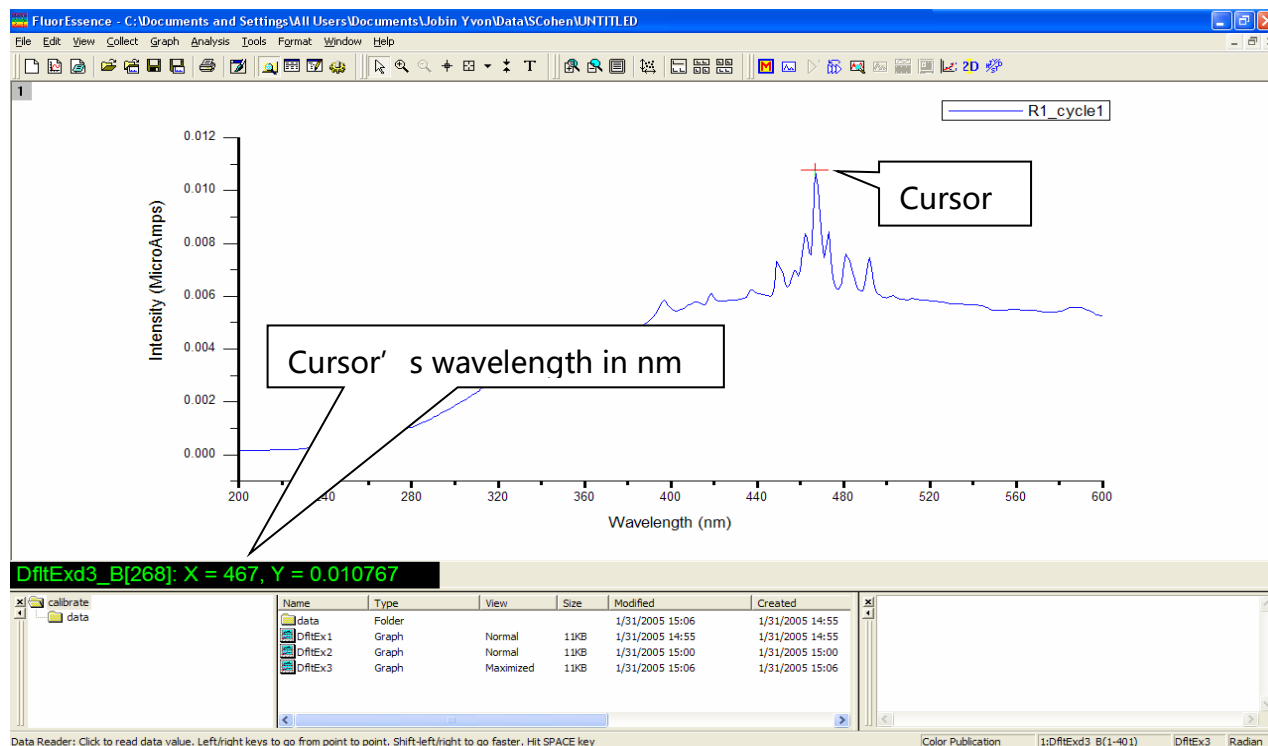 FluorEssence - C:\Documents and Settings\All Users\Documents\Jobin Yvon\Data\SCohen\UNTITLED
File Edit View Collect Graph Analysis Tools Format Window Help
T M 2D
1
R1_cycle1
Cursor
0.012
0.010
0.008
0.006
0.004
0.002
0.000
Intensity (MicroAmps)
Cursor’s wavelength in nm
200 240 280 320 360 400 440 480 520 560 600
Wavelength (nm)
DfltExd3_B[268]: X = 467, Y = 0.010767
calibrate
data
Name Type View Size Modified Created
data Folder 1/31/2005 15:06 1/31/2005 14:55
DfltEx1 Graph Normal 11KB 1/31/2005 14:55 1/31/2005 14:55
DfltEx2 Graph Normal 11KB 1/31/2005 15:00 1/31/2005 15:00
DfltEx3 Graph Maximized 11KB 1/31/2005 15:06 1/31/2005 15:06
Data Reader: Click to read data value. Left/right keys to go from point to point. Shift-left/right to go faster. Hit SPACE key
Color Publication 1:DfltExd3_B(1-401) DfltEx3 Radian